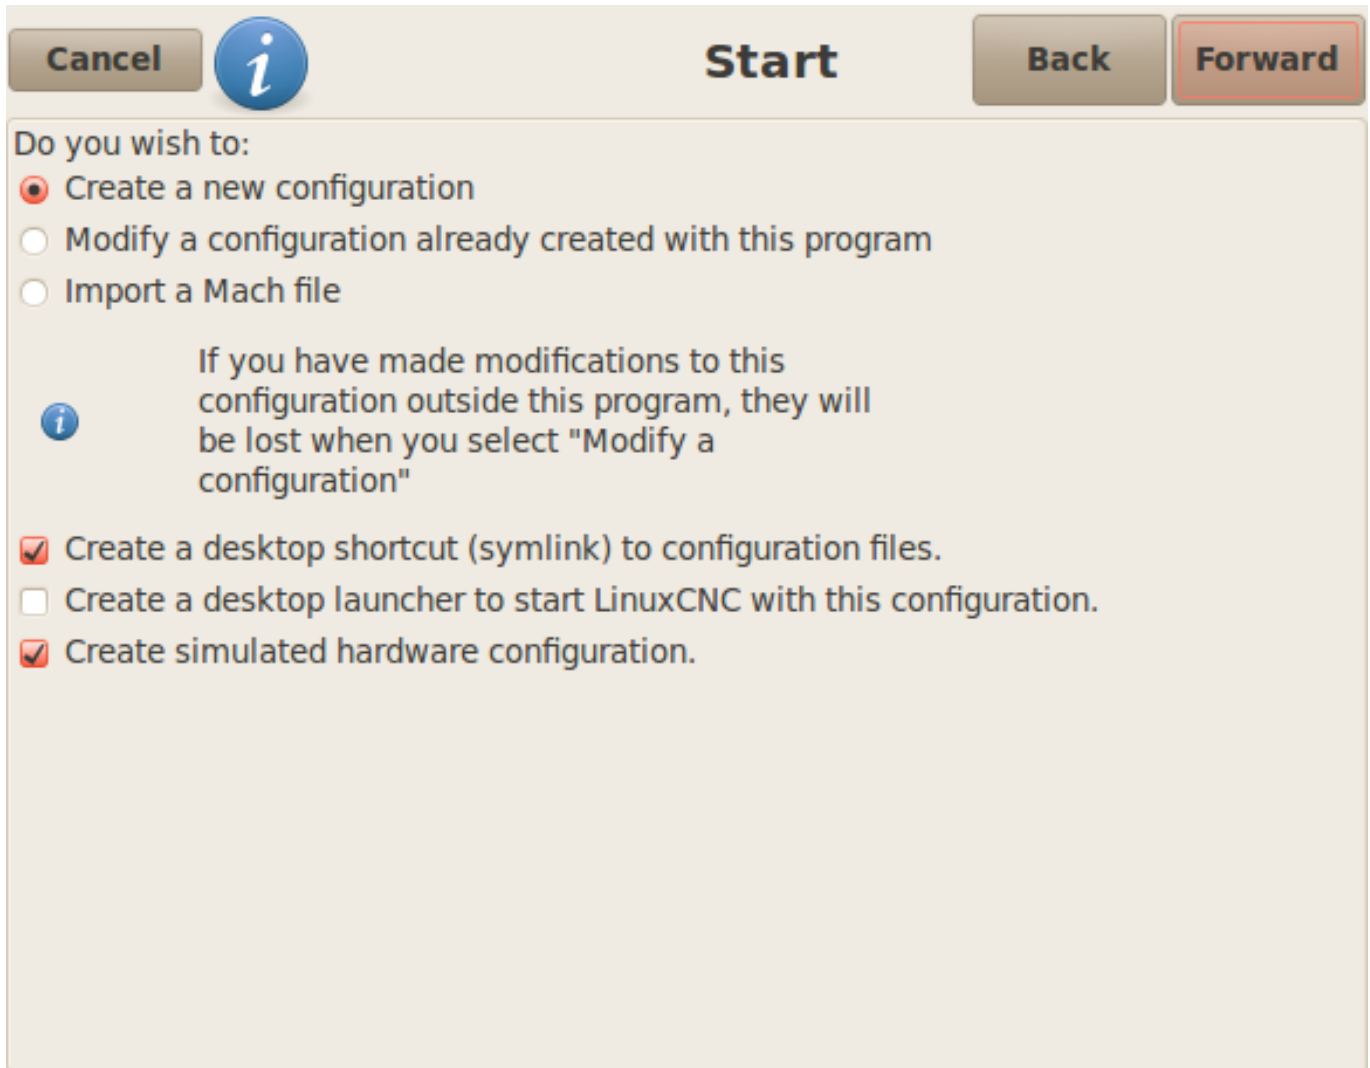 Cancel
i
Start
Back
Forward
Do you wish to:
Create a new configuration
Modify a configuration already created with this program
Import a Mach file
i
If you have made modifications to this
configuration outside this program, they will
be lost when you select "Modify a
configuration"
Create a desktop shortcut (symlink) to configuration files.
Create a desktop launcher to start LinuxCNC with this configuration.
Create simulated hardware configuration.